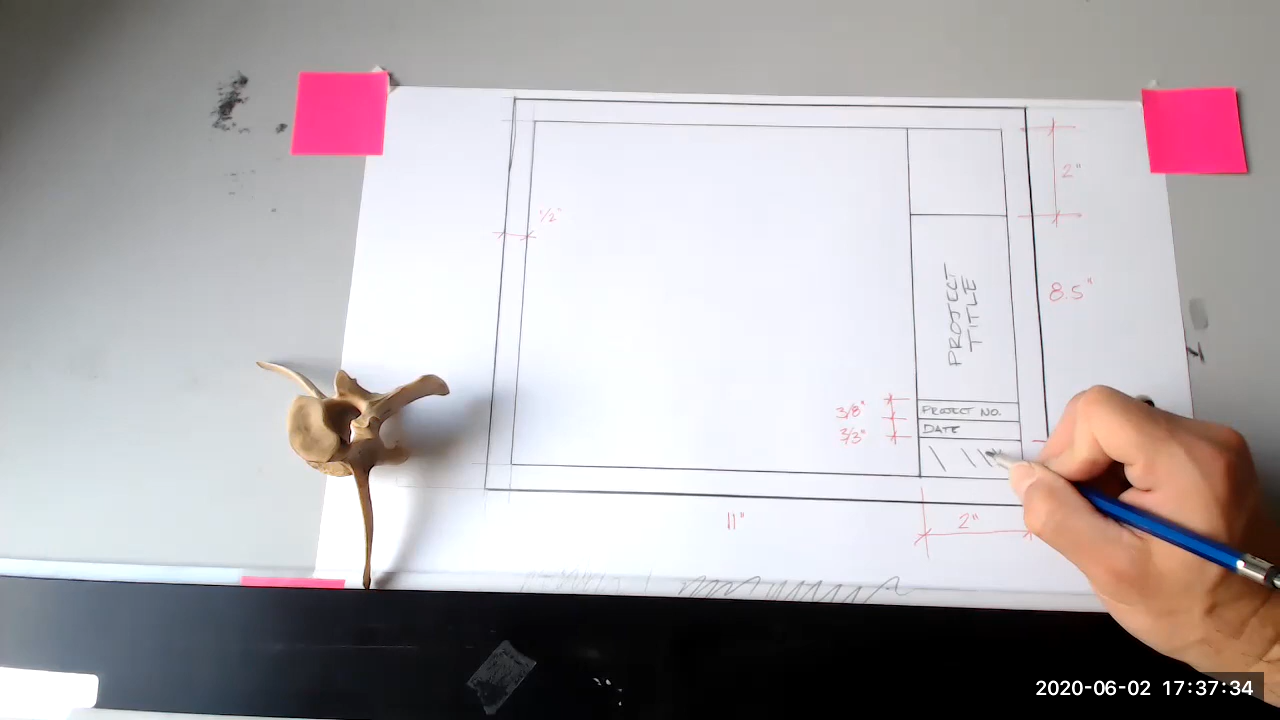 1/2"
2"
PROJECT
TITLE
8.5"
3/8"
PROJECT NO.
3/3"
DATE
11"
2"
2020-06-02 17:37:34